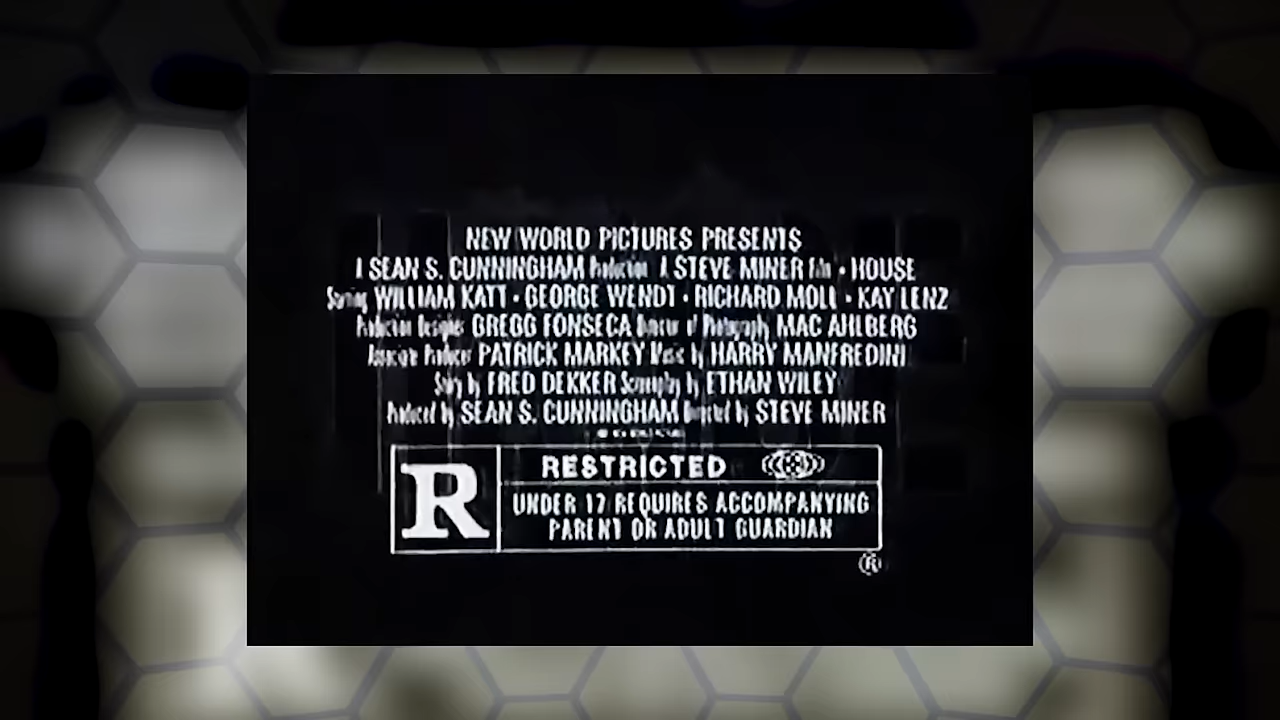 NEW WORLD PICTURES PRESENTS
A SEAN S. CUNNINGHAM Production A STEVE MINER Film • HOUSE
Starring WILLIAM KATT • GEORGE WENDT • RICHARD MOLL • KAY LENZ
Production Designer GREGG FONSECA Director of Photography MAC AHLBERG
Associate Producer PATRICK MARKEY Music by HARRY MANFREDINI
Story by FRED DEKKER Screenplay by ETHAN WILEY
Produced by SEAN S. CUNNINGHAM Directed by STEVE MINER
R
RESTRICTED
UNDER 17 REQUIRES ACCOMPANYING
PARENT OR ADULT GUARDIAN
®